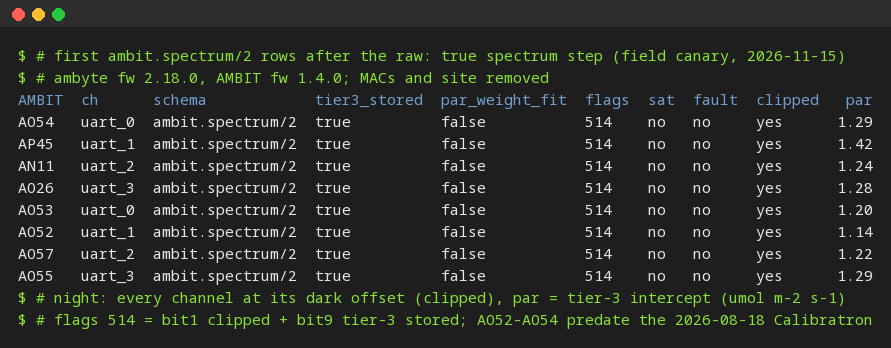 $ # first ambit.spectrum/2 rows after the raw: true spectrum step (field canary, 2026-11-15)
$ # ambyte fw 2.18.0, AMBIT fw 1.4.0; MACs and site removed
AMBIT ch schema tier3_stored par_weight_fit flags sat fault clipped par
AO54 uart_0 ambit.spectrum/2 true false 514 no no yes 1.29
AP45 uart_1 ambit.spectrum/2 true false 514 no no yes 1.42
AN11 uart_2 ambit.spectrum/2 true false 514 no no yes 1.24
AO26 uart_3 ambit.spectrum/2 true false 514 no no yes 1.28
AO53 uart_0 ambit.spectrum/2 true false 514 no no yes 1.20
AO52 uart_1 ambit.spectrum/2 true false 514 no no yes 1.14
AO57 uart_2 ambit.spectrum/2 true false 514 no no yes 1.22
AO55 uart_3 ambit.spectrum/2 true false 514 no no yes 1.29
$ # night: every channel at its dark offset (clipped), par = tier-3 intercept (umol m-2 s-1)
$ # flags 514 = bit1 clipped + bit9 tier-3 stored; AO52-AO54 predate the 2026-08-18 Calibratron